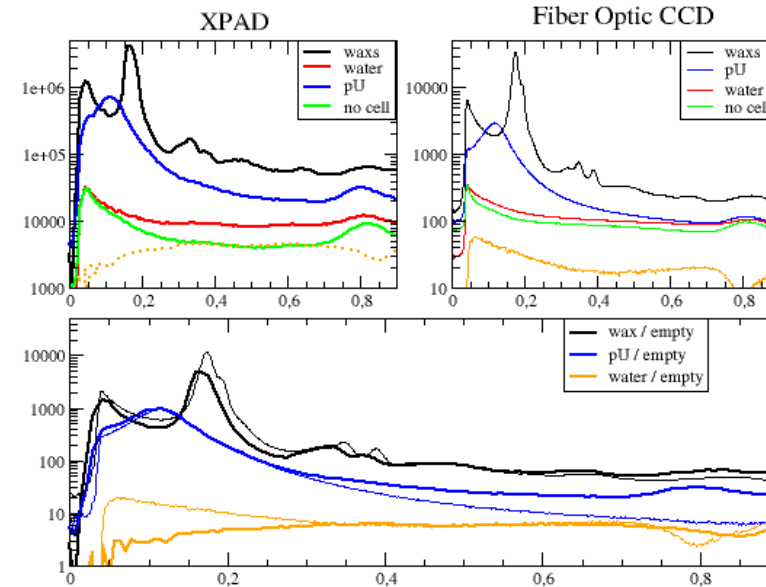 XPAD
Fiber Optic CCD
waxs
water
pU
no cell
1e+06
1e+05
10000
1000
0
0,2
0,4
0,6
0,8
waxs
pU
water
no cell
10000
1000
100
10
0
0,2
0,4
0,6
0,8
wax / empty
pU / empty
water / empty
10000
1000
100
10
1
0
0,2
0,4
0,6
0,8